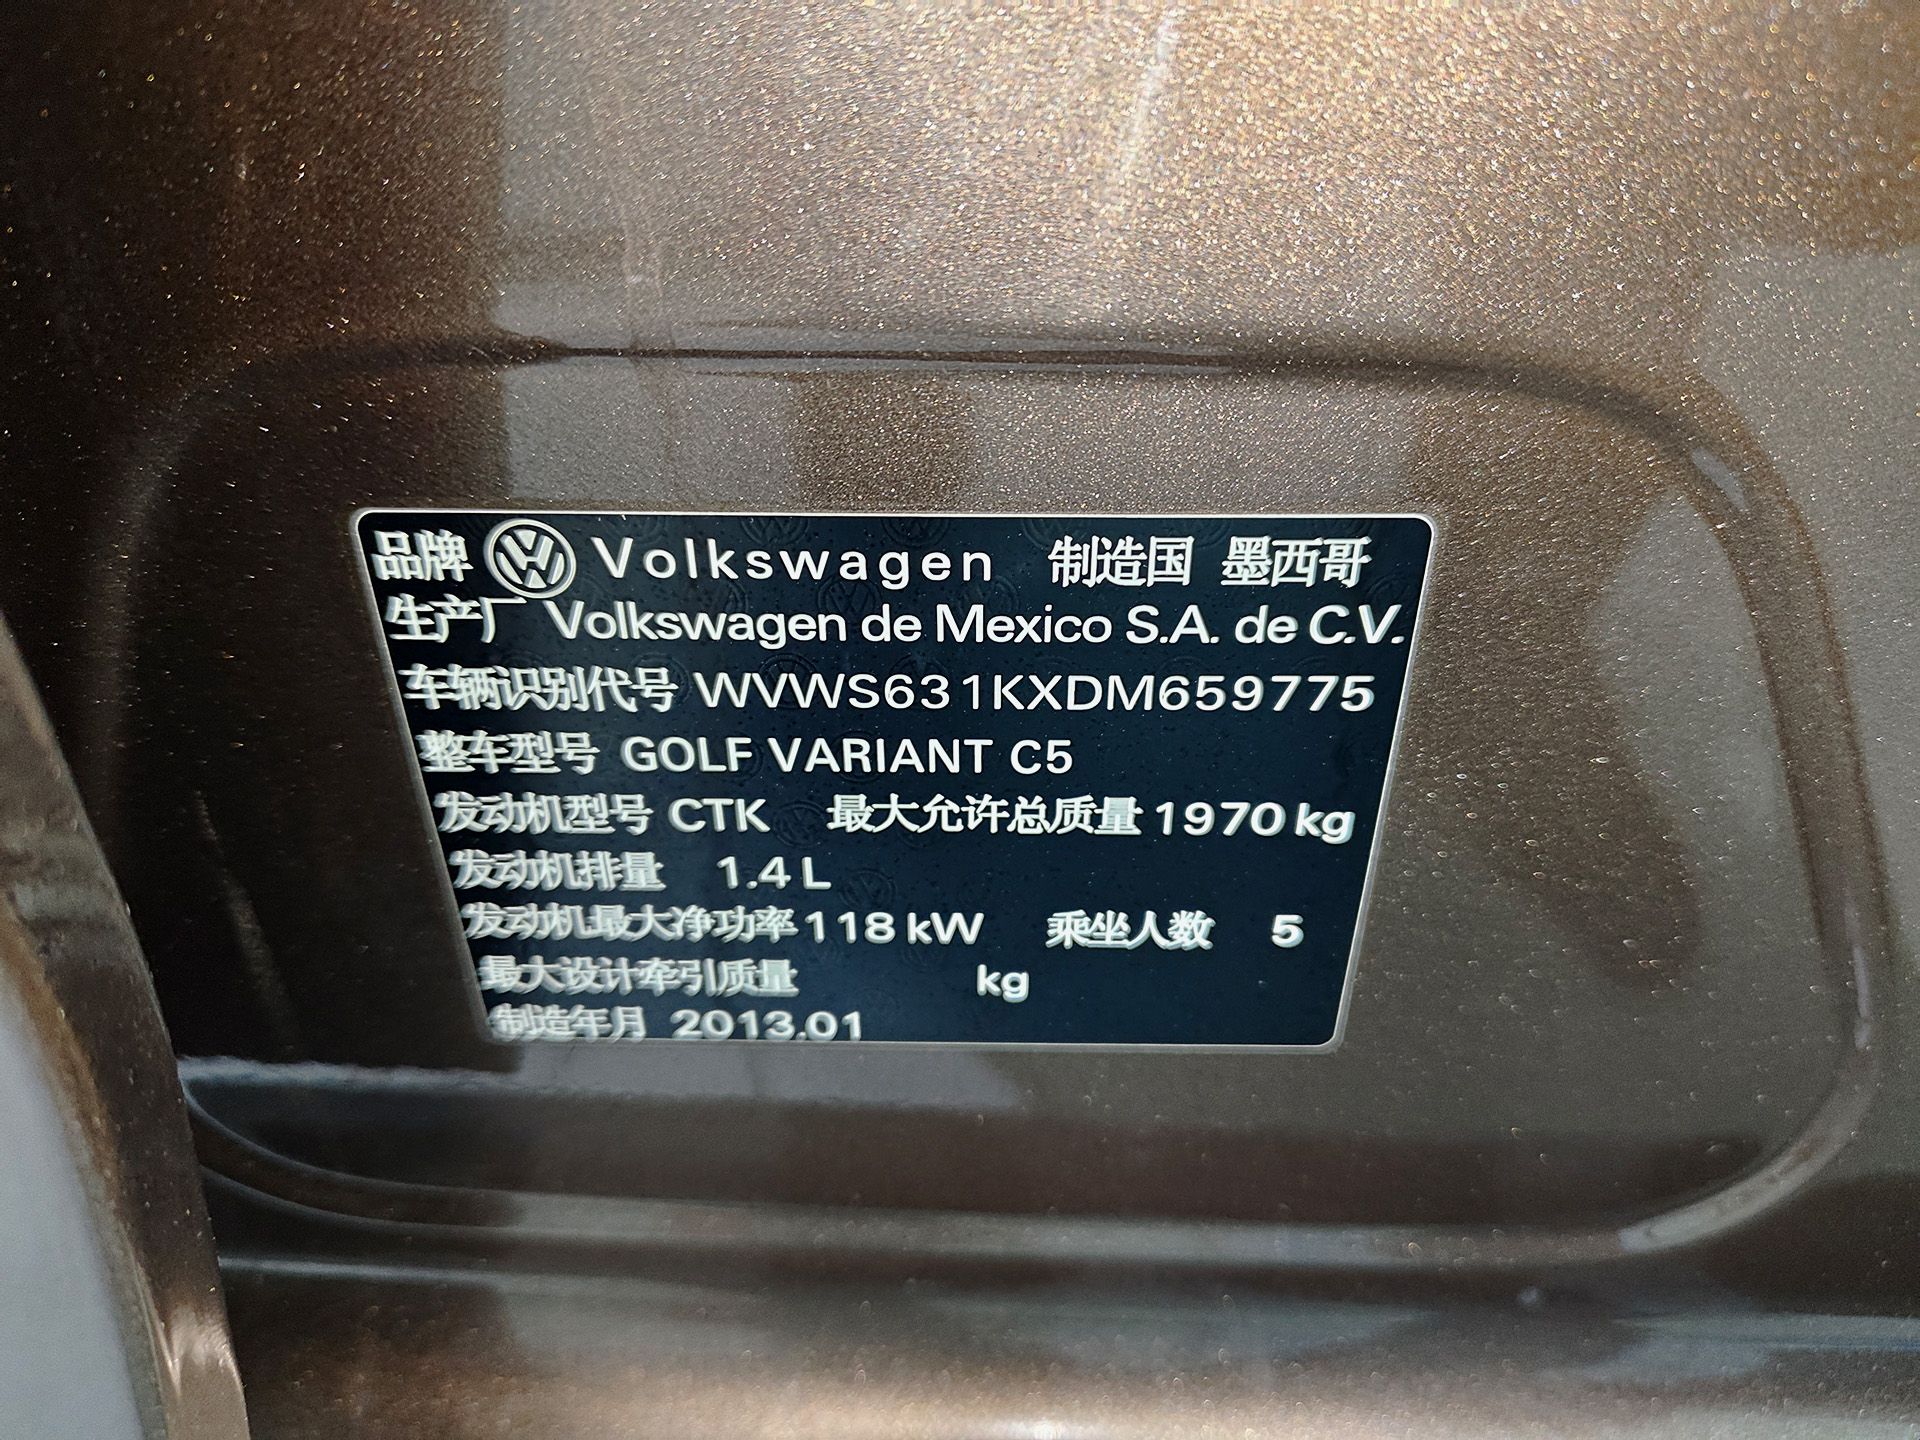 品牌 Volkswagen 制造国 墨西哥
生产厂 Volkswagen de Mexico S.A. de C.V.
车辆识别代号 WVWS631KXDM659775
整车型号 GOLF VARIANT C5
发动机型号 CTK 最大允许总质量 1970 kg
发动机排量 1.4 L
发动机最大净功率 118 kW 乘坐人数 5
最大设计牵引质量 kg
制造年月 2013.01